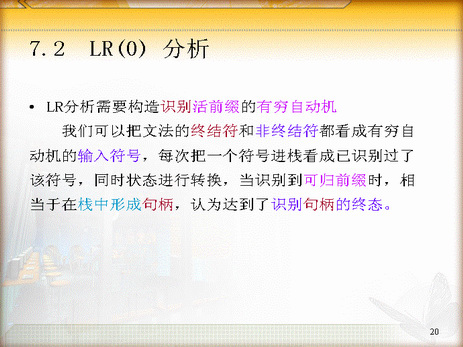 7.2 LR(0) 分析
• LR分析需要构造识别活前缀的有穷自动机
我们可以把文法的终结符和非终结符都看成有穷自
动机的输入符号，每次把一个符号进栈看成已识别过了
该符号，同时状态进行转换，当识别到可归前缀时，相
当于在栈中形成句柄，认为达到了识别句柄的终态。
20